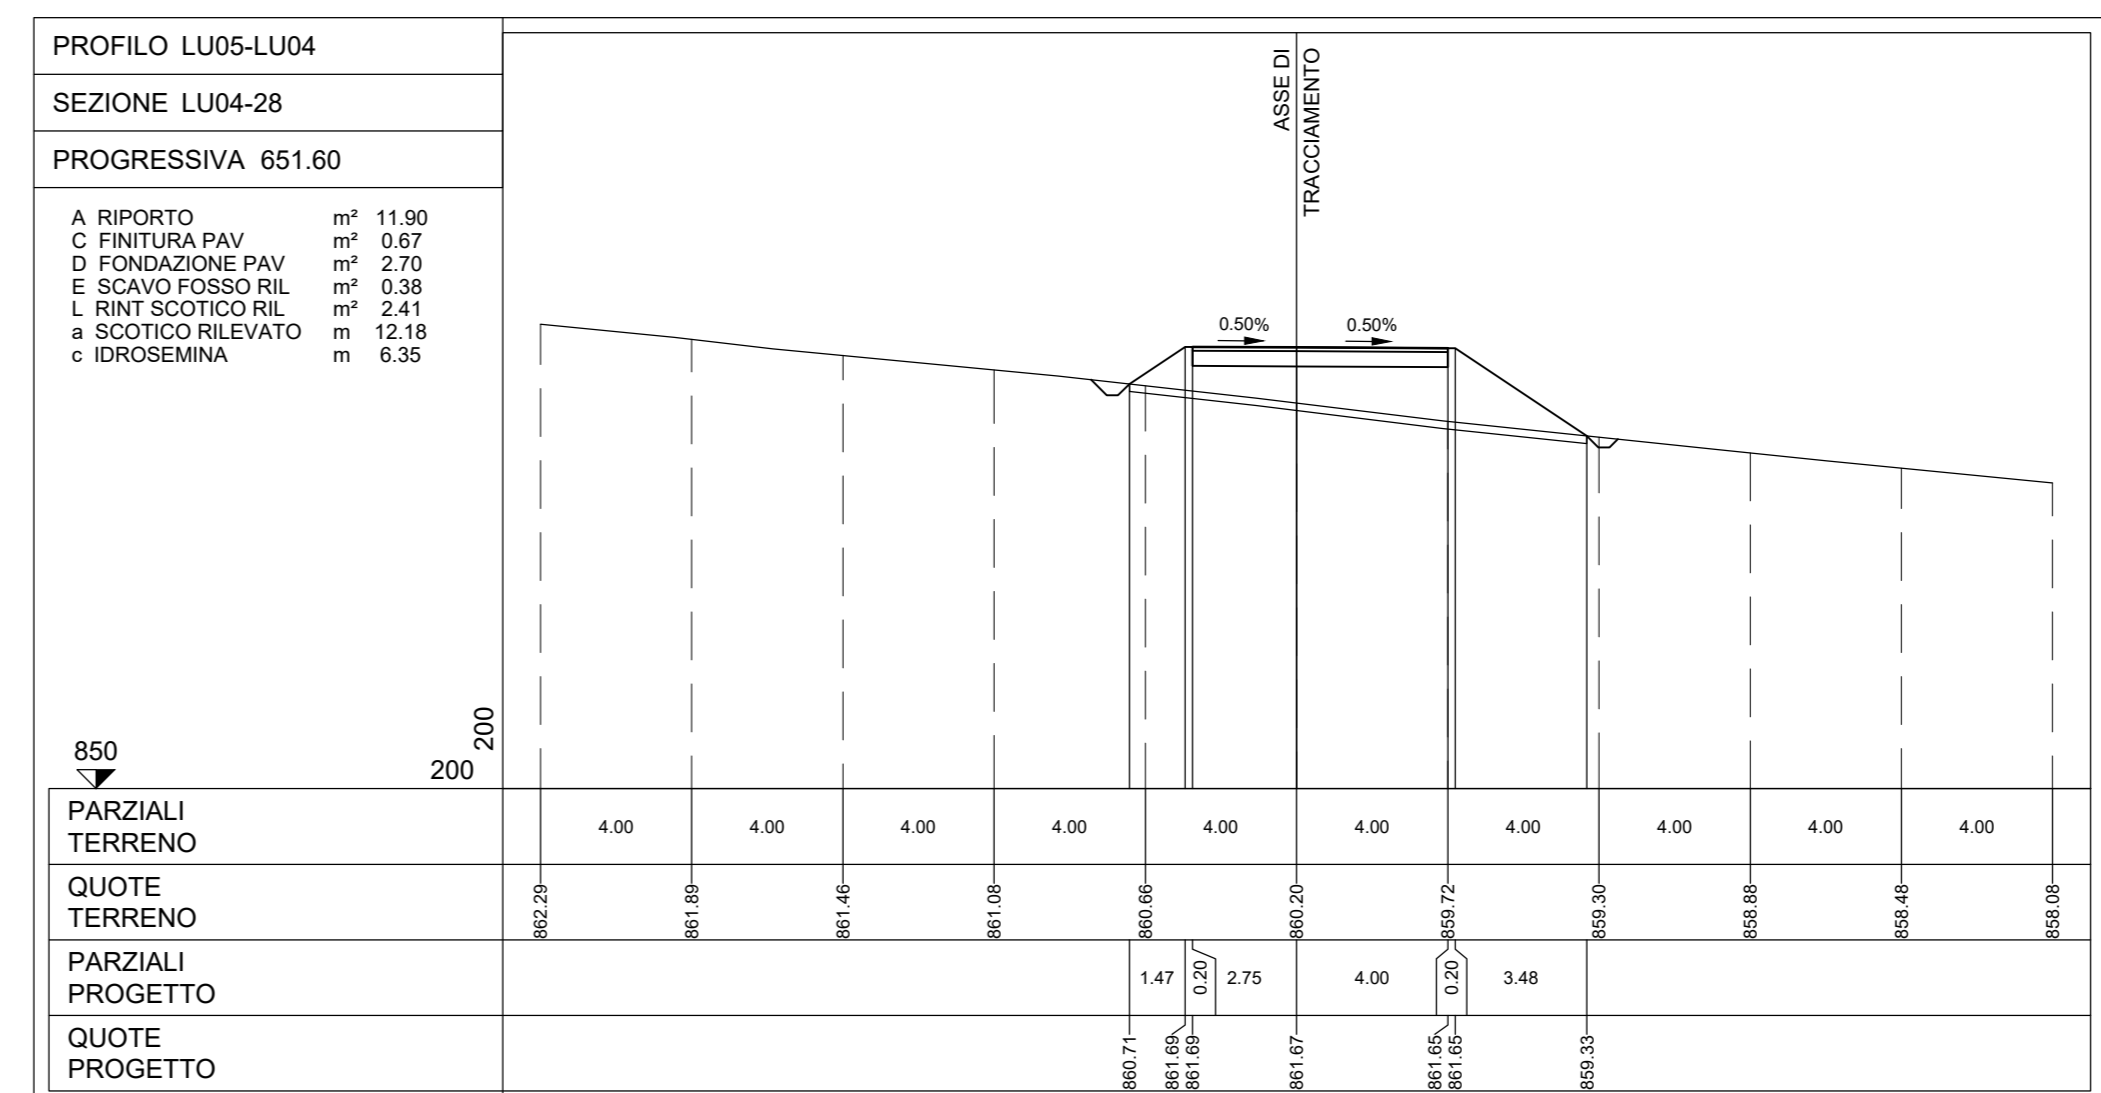 PROFILO LU05-LU04
SEZIONE LU04-28
PROGRESSIVA 651.60
A RIPORTO m² 11.90
C FINITURA PAV m² 0.67
D FONDAZIONE PAV m² 2.70
E SCAVO FOSSO RIL m² 0.38
L RINT SCOTICO RIL m² 2.41
a SCOTICO RILEVATO m 12.18
c IDROSEMINA m 6.35
ASSE DI
TRACCIAMENTO
0.50% 0.50%
850
200
200
PARZIALI
TERRENO
4.00 4.00 4.00 4.00 4.00 4.00 4.00 4.00 4.00 4.00
QUOTE
TERRENO
862.29 861.89 861.46 861.08 860.66 860.20 859.72 859.30 858.88 858.48 858.08
PARZIALI
PROGETTO
1.47 0.20 2.75 4.00 0.20 3.48
QUOTE
PROGETTO
860.71 861.69 861.69 861.67 861.65 861.65 859.33